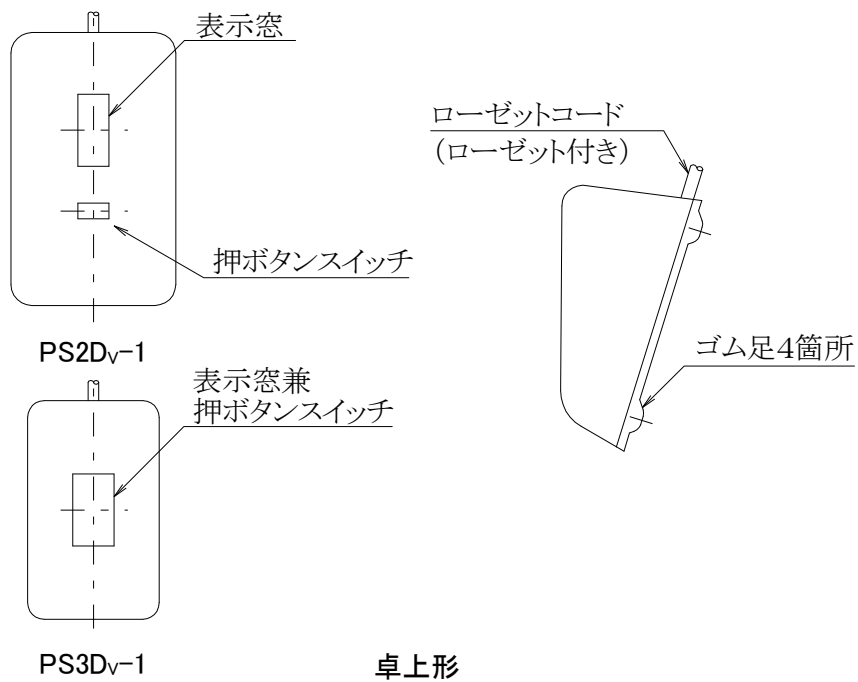 表示窓
押ボタンスイッチ
PS2DV-1
表示窓兼
押ボタンスイッチ
PS3DV-1
ローゼットコード
(ローゼット付き)
ゴム足4箇所
卓上形